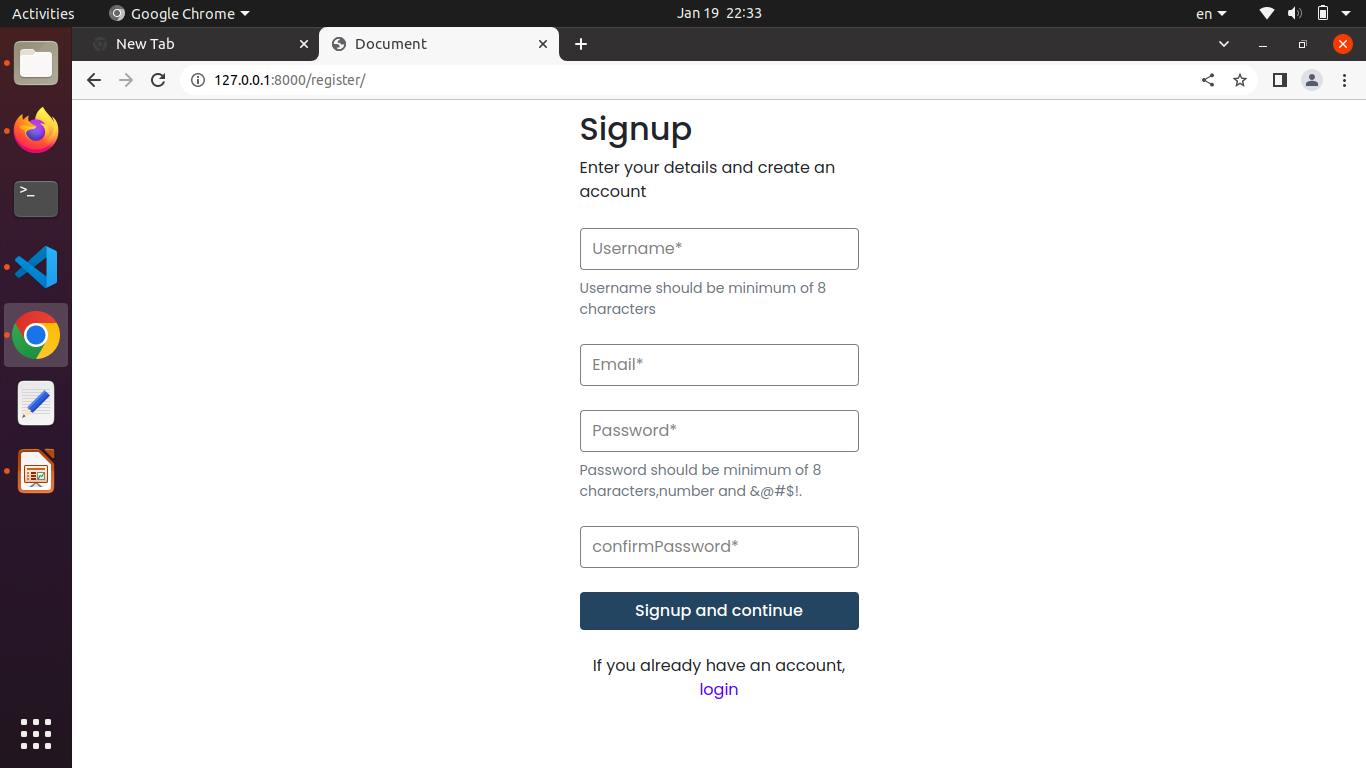 Activities
Google Chrome
Jan 19 22:33
en
New Tab
Document
127.0.0.1:8000/register/
>_
Signup
Enter your details and create an
account
Username*
Username should be minimum of 8
characters
Email*
Password*
Password should be minimum of 8
characters,number and &@#$!.
confirmPassword*
Signup and continue
If you already have an account,
login